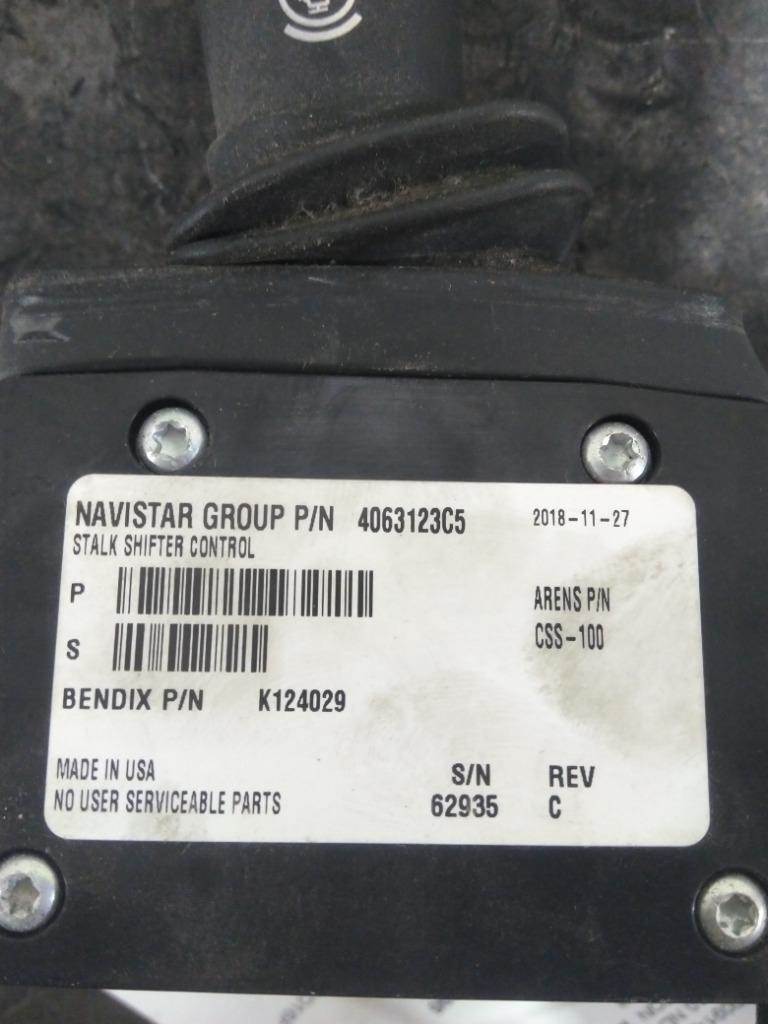 NAVISTAR GROUP P/N 4063123C5 2018-11-27
STALK SHIFTER CONTROL
P
ARENS P/N
S
CSS-100
BENDIX P/N K124029
MADE IN USA
S/N REV
NO USER SERVICEABLE PARTS
62935 C